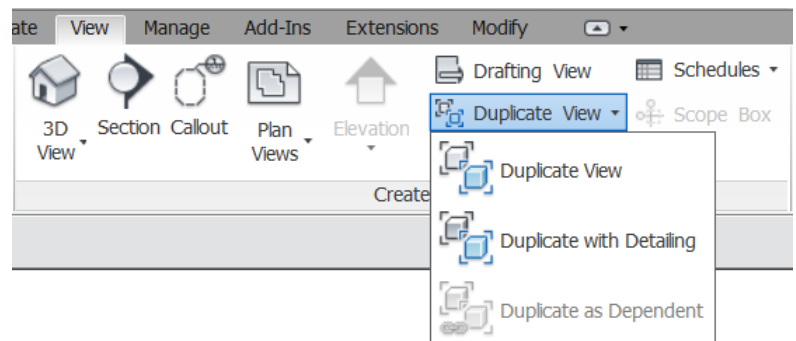 ate View Manage Add-Ins Extensions Modify
3D View Section Callout Plan Views Elevation
Drafting View Schedules
Duplicate View Scope Box
Create
Duplicate View
Duplicate with Detailing
Duplicate as Dependent